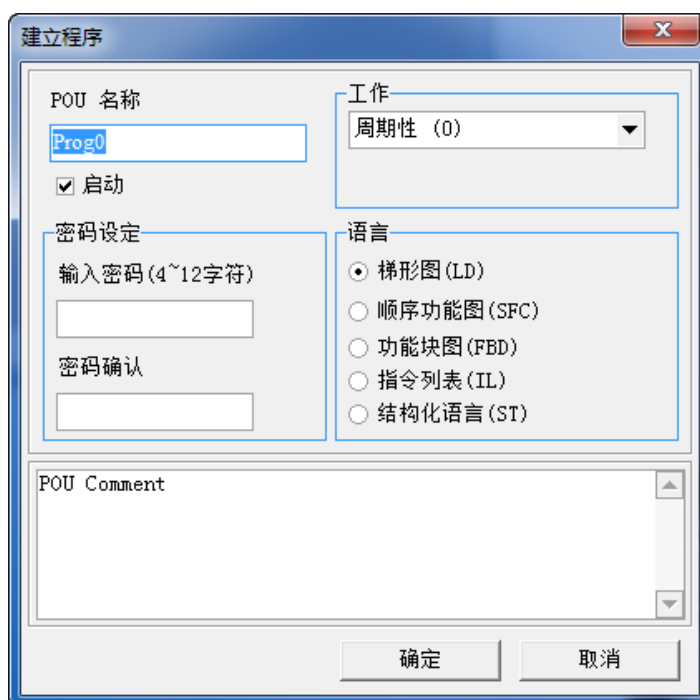 建立程序
POU 名称
Prog0
启动
工作
周期性 (0)
密码设定
输入密码(4~12字符)
密码确认
语言
梯形图(LD)
顺序功能图(SFC)
功能块图(FBD)
指令列表(IL)
结构化语言(ST)
POU Comment
确定
取消